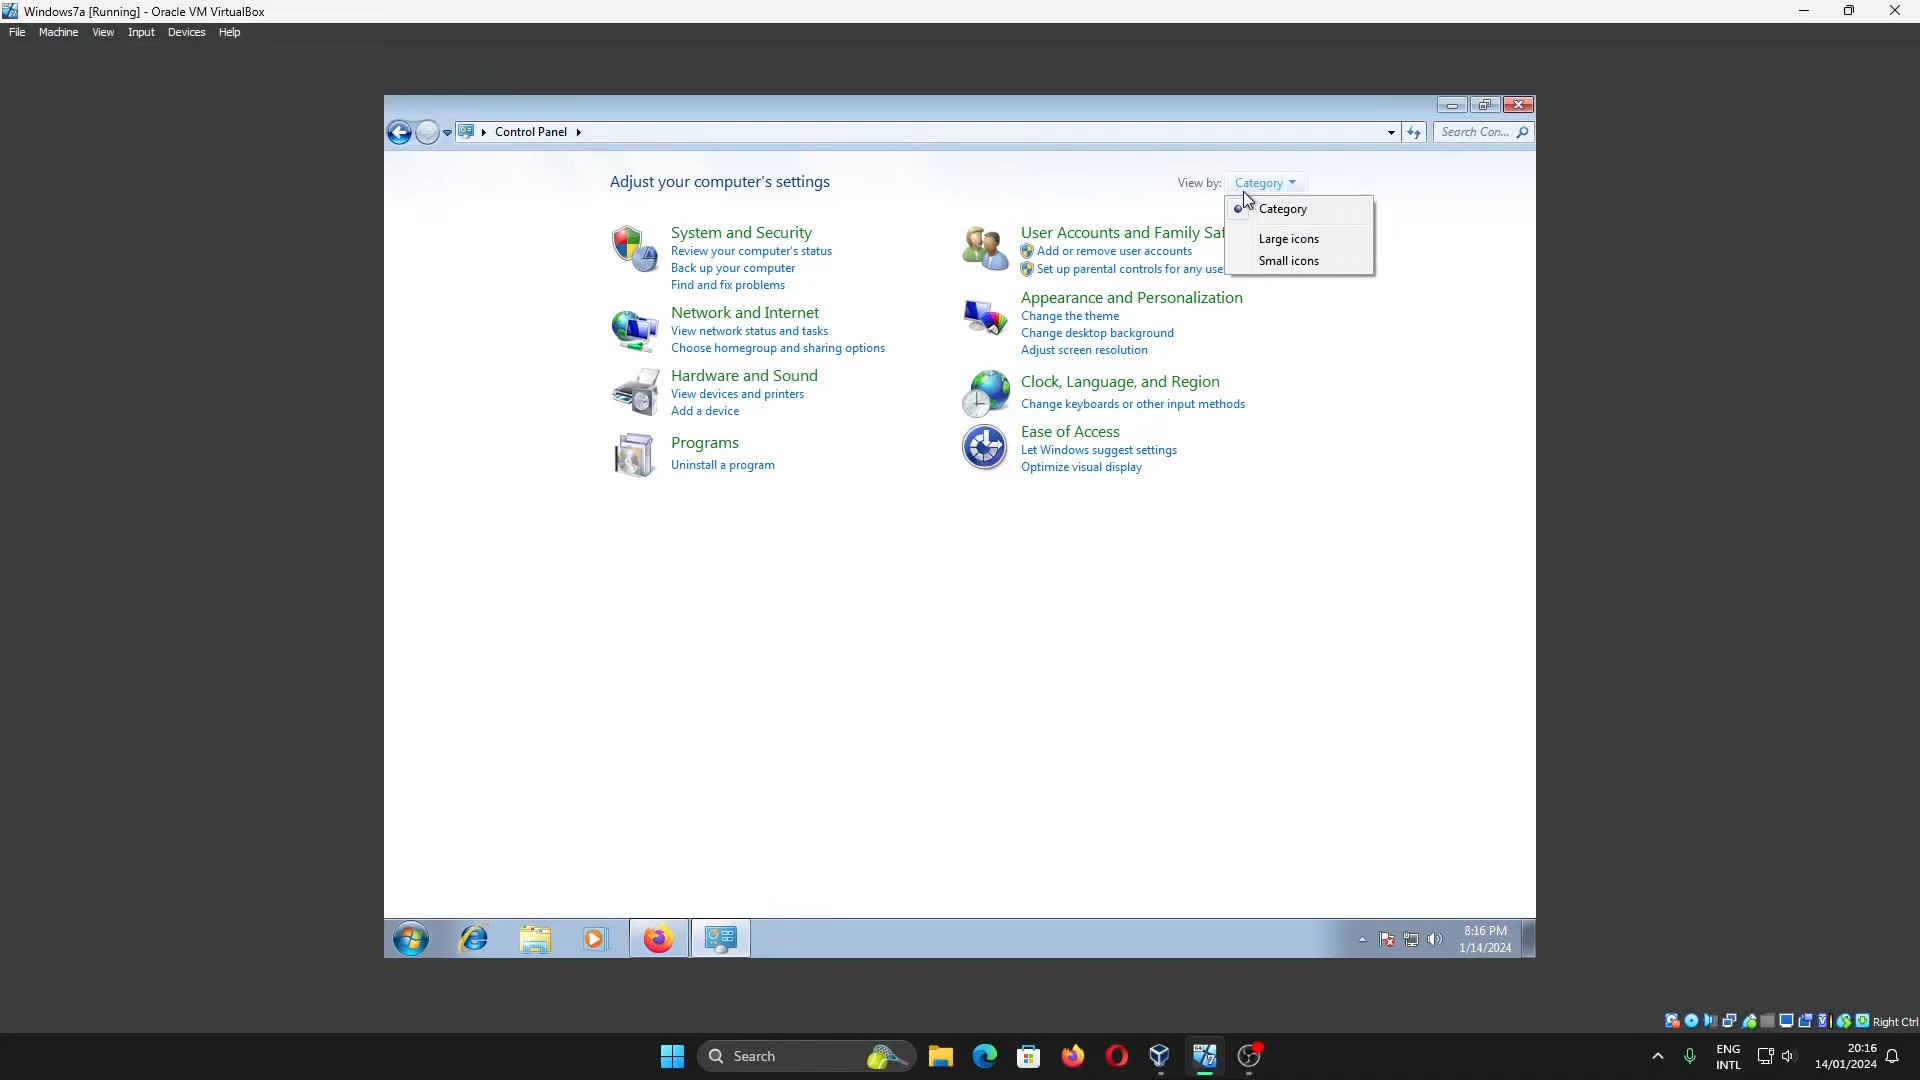 Windows7a [Running] - Oracle VM VirtualBox
File Machine View Input Devices Help
Control Panel
Search Con...
Adjust your computer's settings
View by: Category
Category
Large icons
Small icons
System and Security
Review your computer's status
Back up your computer
Find and fix problems
Network and Internet
View network status and tasks
Choose homegroup and sharing options
Hardware and Sound
View devices and printers
Add a device
Programs
Uninstall a program
User Accounts and Family Saf
Add or remove user accounts
Set up parental controls for any use
Appearance and Personalization
Change the theme
Change desktop background
Adjust screen resolution
Clock, Language, and Region
Change keyboards or other input methods
Ease of Access
Let Windows suggest settings
Optimize visual display
8:16 PM
1/14/2024
Right Ctrl
Search
ENG
INTL
20:16
14/01/2024